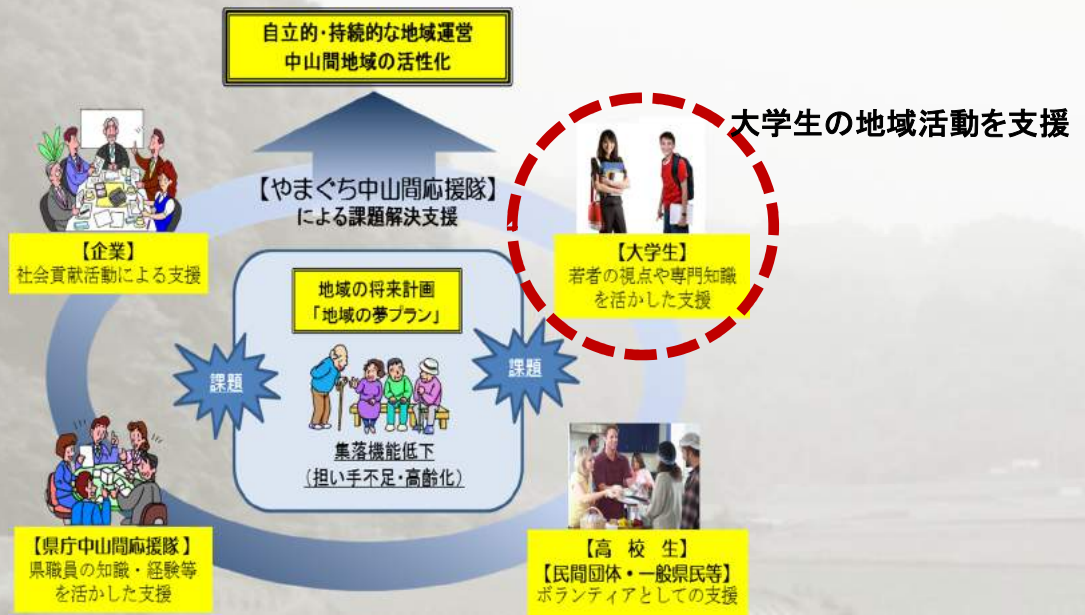 自立的・持続的な地域運営
中山間地域の活性化
大学生の地域活動を支援
【やまぐち中山間応援隊】
による課題解決支援
【企業】
社会貢献活動による支援
【大学生】
若者の視点や専門知識
を活かした支援
地域の将来計画
「地域の夢プラン」
課題
課題
集落機能低下
（担い手不足・高齢化）
【県庁中山間応援隊】
県職員の知識・経験等
を活かした支援
【高　校　生】
【民間団体・一般県民等】
ボランティアとしての支援